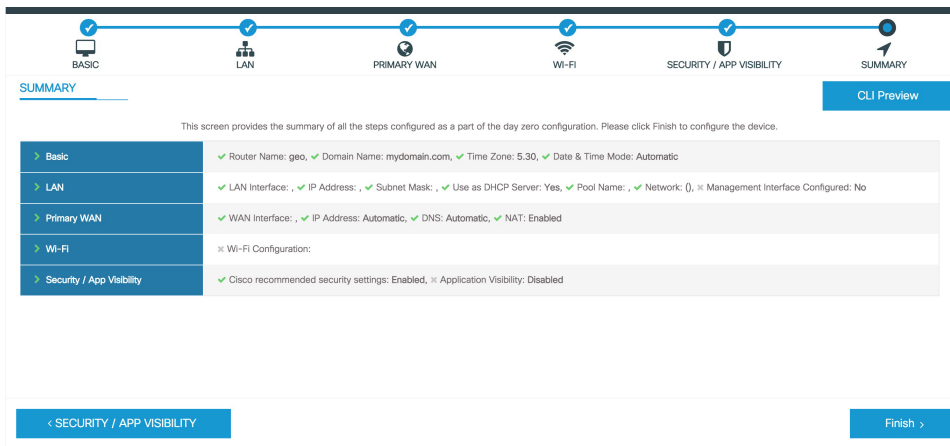 BASIC
LAN
PRIMARY WAN
WI-FI
SECURITY / APP VISIBILITY
SUMMARY
SUMMARY
CLI Preview
This screen provides the summary of all the steps configured as a part of the day zero configuration. Please click Finish to configure the device.
> Basic
✔ Router Name: geo, ✔ Domain Name: mydomain.com, ✔ Time Zone: 5.30, ✔ Date & Time Mode: Automatic
> LAN
✔ LAN Interface: , ✔ IP Address: , ✔ Subnet Mask: , ✔ Use as DHCP Server: Yes, ✔ Pool Name: , ✔ Network: (), ✖ Management Interface Configured: No
> Primary WAN
✔ WAN Interface: , ✔ IP Address: Automatic, ✔ DNS: Automatic, ✔ NAT: Enabled
> Wi-Fi
✖ Wi-Fi Configuration:
> Security / App Visibility
✔ Cisco recommended security settings: Enabled, ✖ Application Visibility: Disabled
< SECURITY / APP VISIBILITY
Finish >